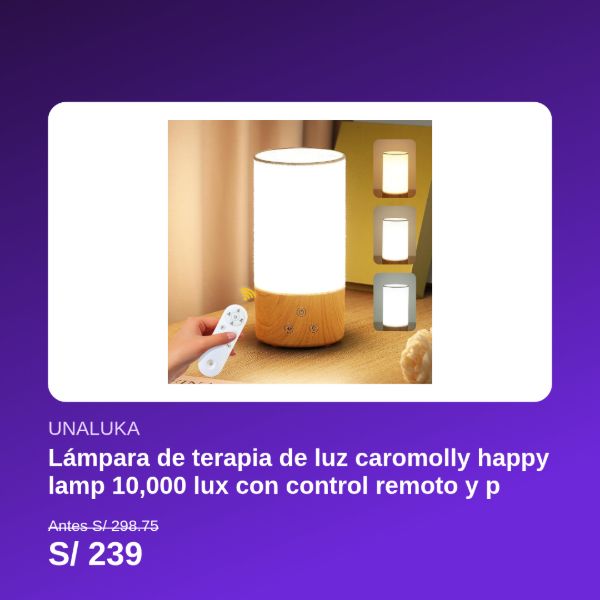 UNALUKA
Lámpara de terapia de luz caromolly happy
lamp 10,000 lux con control remoto y p
Antes S/ 298.75
S/ 239